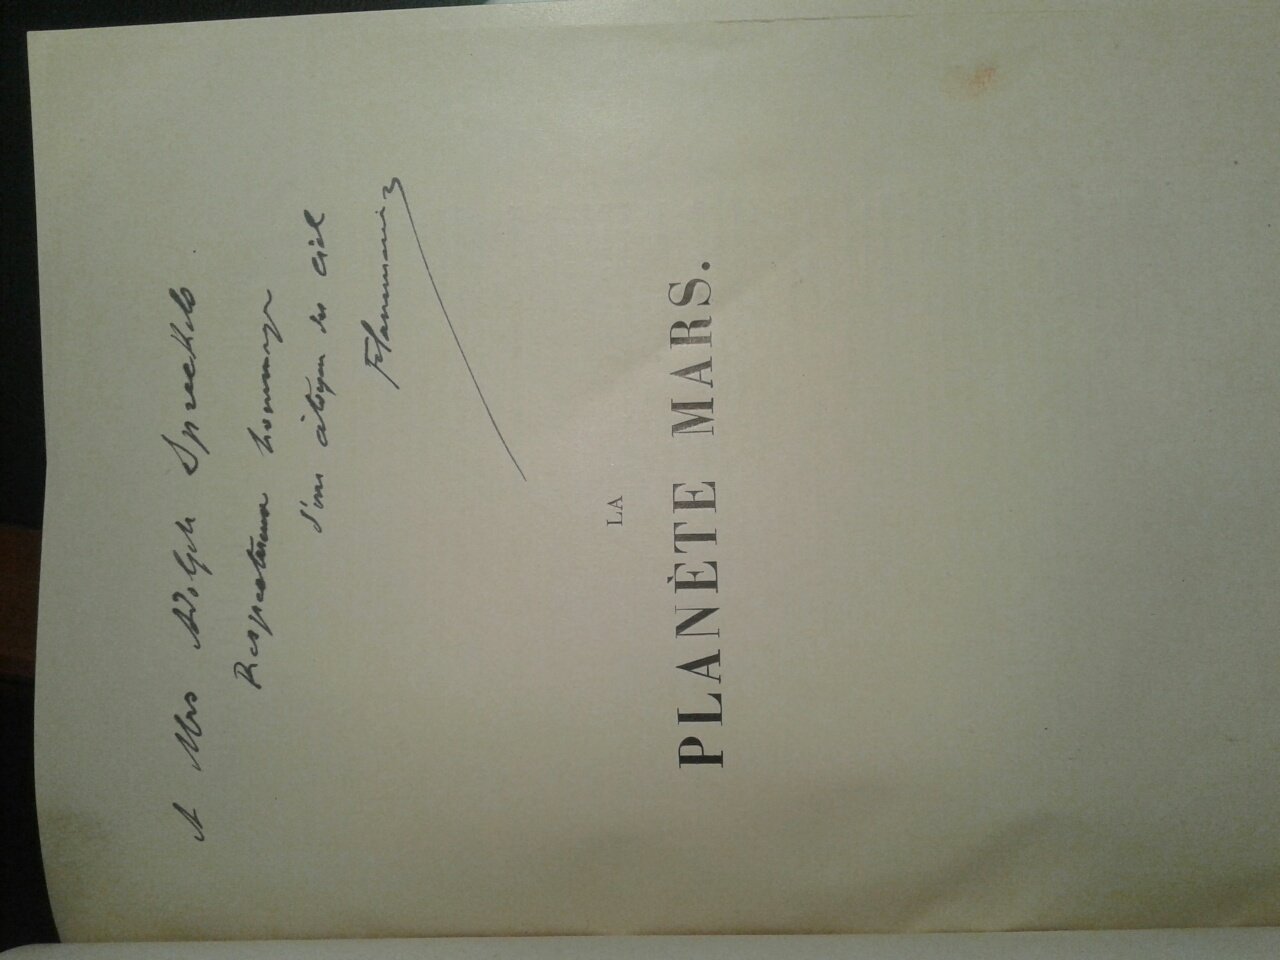 A Mrs Adolph Spreckels
Respectueux hommage
d'un citoyen du ciel
Flammarion
LA
PLANÈTE MARS.